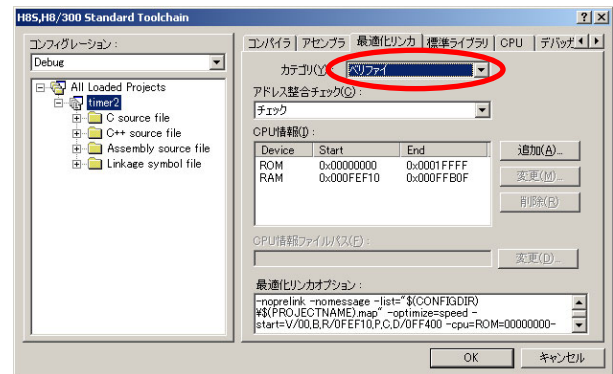 H8S,H8/300 Standard Toolchain
コンフィグレーション :
Debug
All Loaded Projects
timer2
C source file
C++ source file
Assembly source file
Linkage symbol file
コンパイラ アセンブラ 最適化リンカ 標準ライブラリ CPU デバッガ
カテゴリ(Y) : ベリファイ
アドレス整合チェック(C) :
チェック
CPU情報(I) :
Device Start End
ROM 0x00000000 0x0001FFFF
RAM 0x000FEF10 0x000FFB0F
追加(A)...
変更(M)...
削除(R)
CPU情報ファイルパス(F) :
変更(D)...
最適化リンカオプション :
-noprelink -nomessage -list="$(CONFIGDIR)
¥$(PROJECTNAME).map" -optimize=speed -
start=V/00,B,R/0FEF10,P,C,D/0FF400 -cpu=ROM=00000000-
OK キャンセル